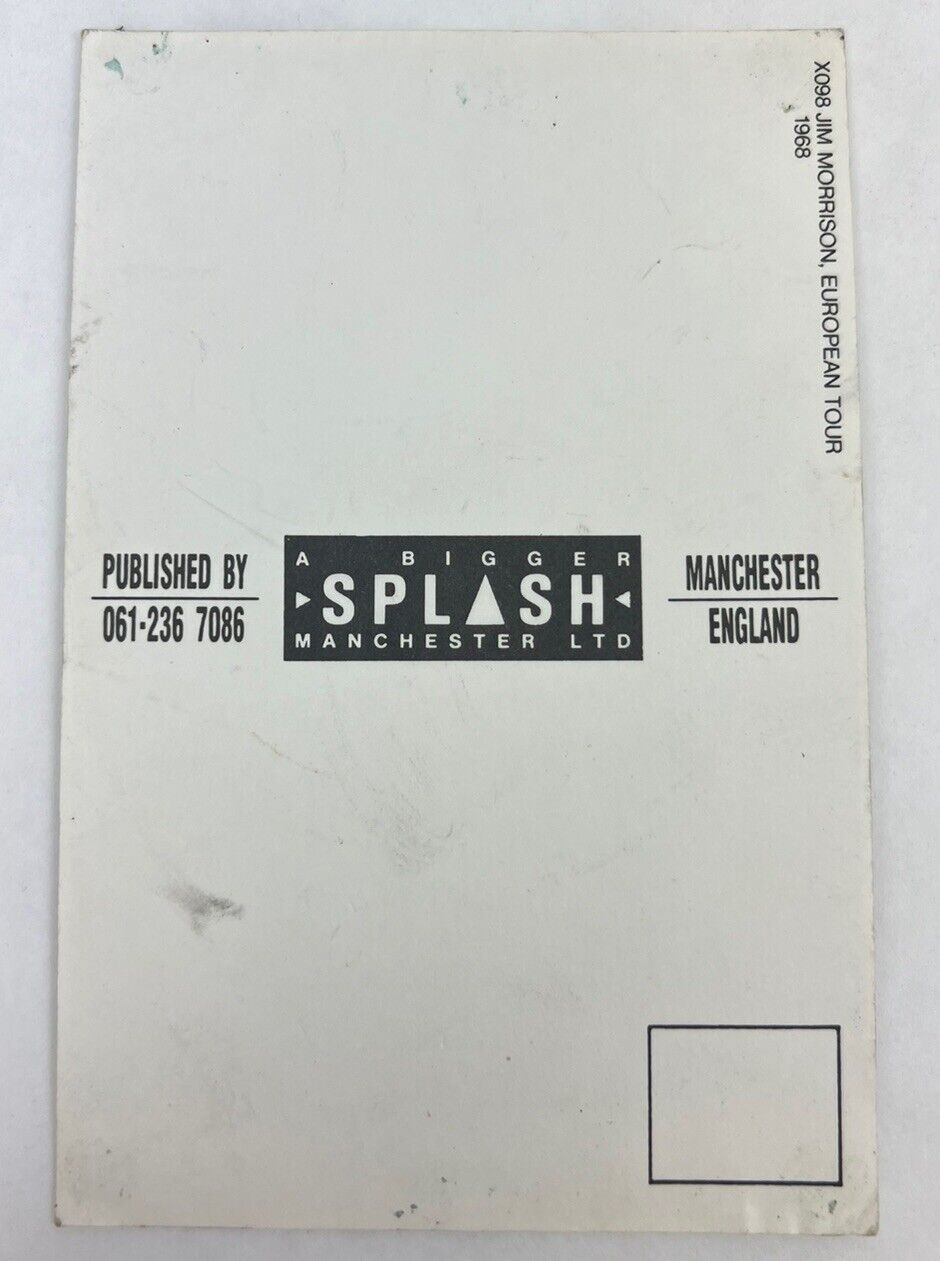 X098 JIM MORRISON, EUROPEAN TOUR
1968
PUBLISHED BY
061-236 7086
A BIGGER
SPLASH
MANCHESTER LTD
MANCHESTER
ENGLAND